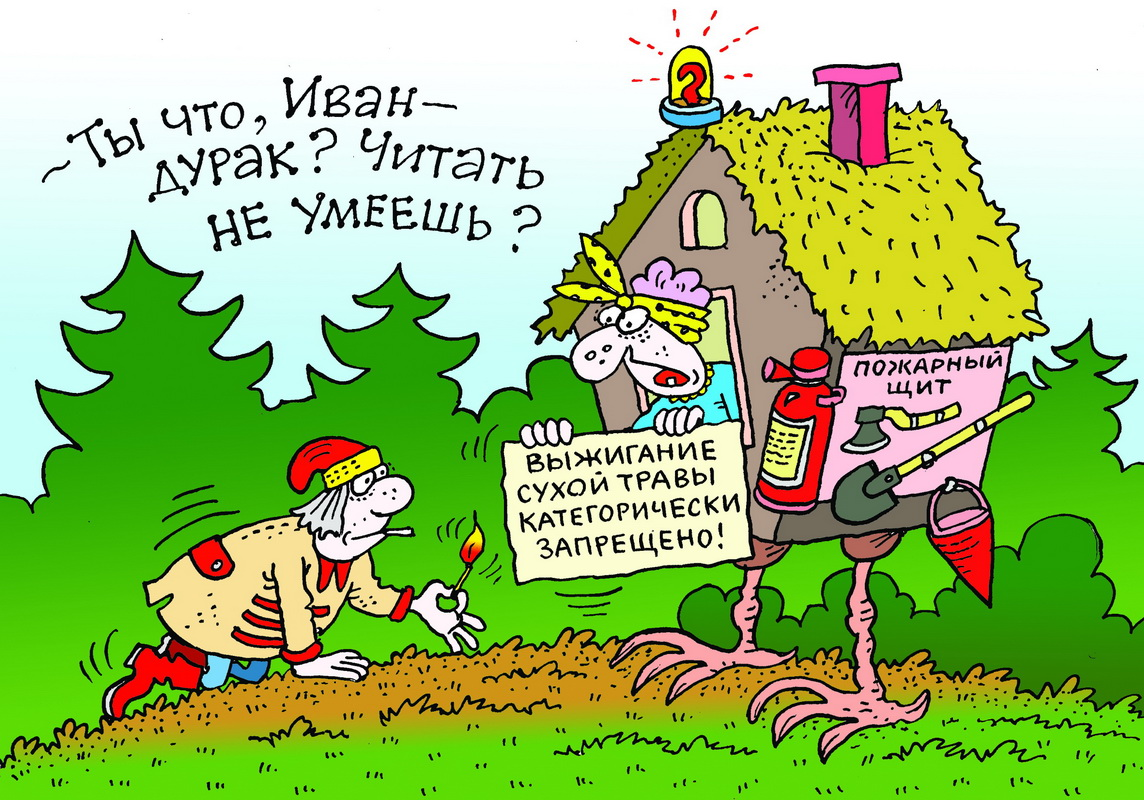 ~ Ты что, Иван—
дурак? Читать
не умеешь?
?
ПОЖАРНЫЙ
ЩИТ
ВЫЖИГАНИЕ
СУХОЙ ТРАВЫ
КАТЕГОРИЧЕСКИ
ЗАПРЕЩЕНО!